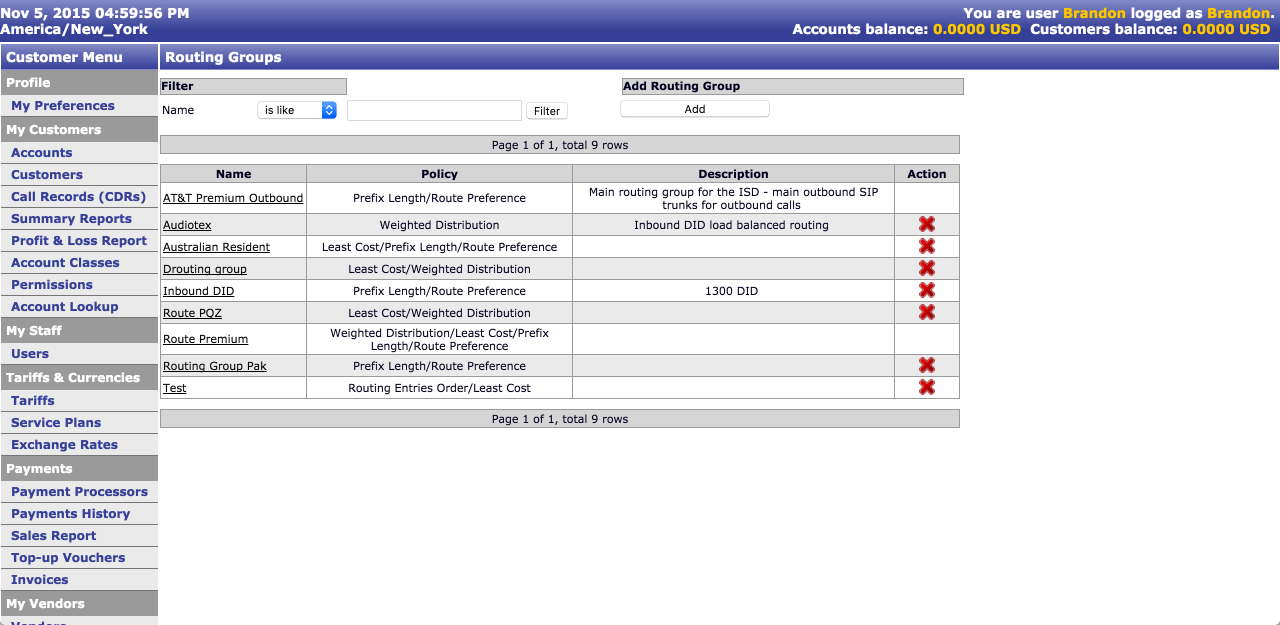 Nov 5, 2015 04:59:56 PM
America/New_York
You are user Brandon logged as Brandon.
Accounts balance: 0.0000 USD Customers balance: 0.0000 USD
Customer Menu
Profile
My Preferences
My Customers
Accounts
Customers
Call Records (CDRs)
Summary Reports
Profit & Loss Report
Account Classes
Permissions
Account Lookup
My Staff
Users
Tariffs & Currencies
Tariffs
Service Plans
Exchange Rates
Payments
Payment Processors
Payments History
Sales Report
Top-up Vouchers
Invoices
My Vendors
Vendors
Routing Groups
Filter
Name is like Filter
Add Routing Group
Add
Page 1 of 1, total 9 rows
Name Policy Description Action
AT&T Premium Outbound Prefix Length/Route Preference Main routing group for the ISD - main outbound SIP
trunks for outbound calls
Audiotex Weighted Distribution Inbound DID load balanced routing
Australian Resident Least Cost/Prefix Length/Route Preference
Drouting group Least Cost/Weighted Distribution
Inbound DID Prefix Length/Route Preference 1300 DID
Route PQZ Least Cost/Weighted Distribution
Route Premium Weighted Distribution/Least Cost/Prefix
Length/Route Preference
Routing Group Pak Prefix Length/Route Preference
Test Routing Entries Order/Least Cost
Page 1 of 1, total 9 rows